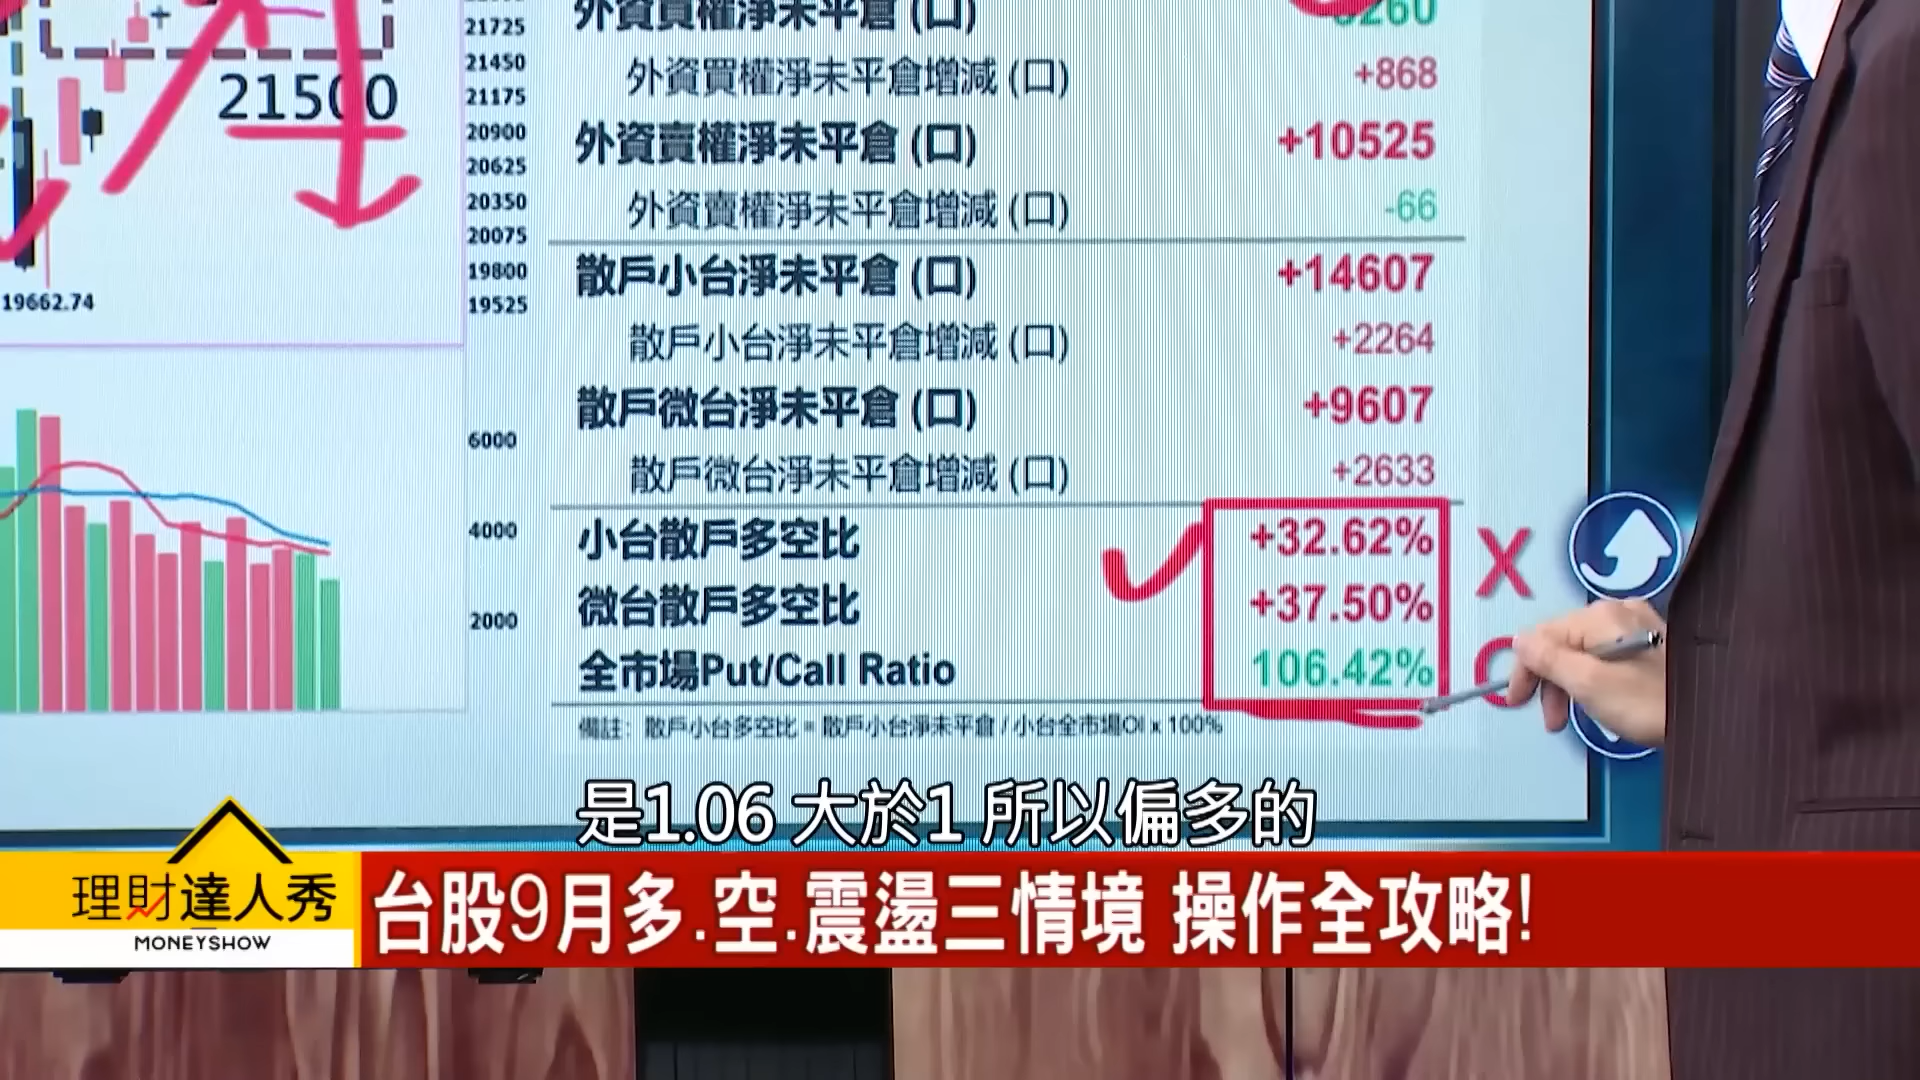 21500
19662.74
21725
21450
21175
20900
20625
20350
20075
19800
19525
6000
4000
2000
外資買權淨未平倉 (口)
外資買權淨未平倉增減 (口) +868
外資賣權淨未平倉 (口) +10525
外資賣權淨未平倉增減 (口) -66
散戶小台淨未平倉 (口) +14607
散戶小台淨未平倉增減 (口) +2264
散戶微台淨未平倉 (口) +9607
散戶微台淨未平倉增減 (口) +2633
小台散戶多空比 +32.62% X
微台散戶多空比 +37.50%
全市場Put/Call Ratio 106.42%
備註: 散戶小台多空比 = 散戶小台淨未平倉 / 小台全市場OI x 100%
是1.06 大於1 所以偏多的
理財達人秀
MONEYSHOW
台股9月多.空.震盪三情境 操作全攻略!